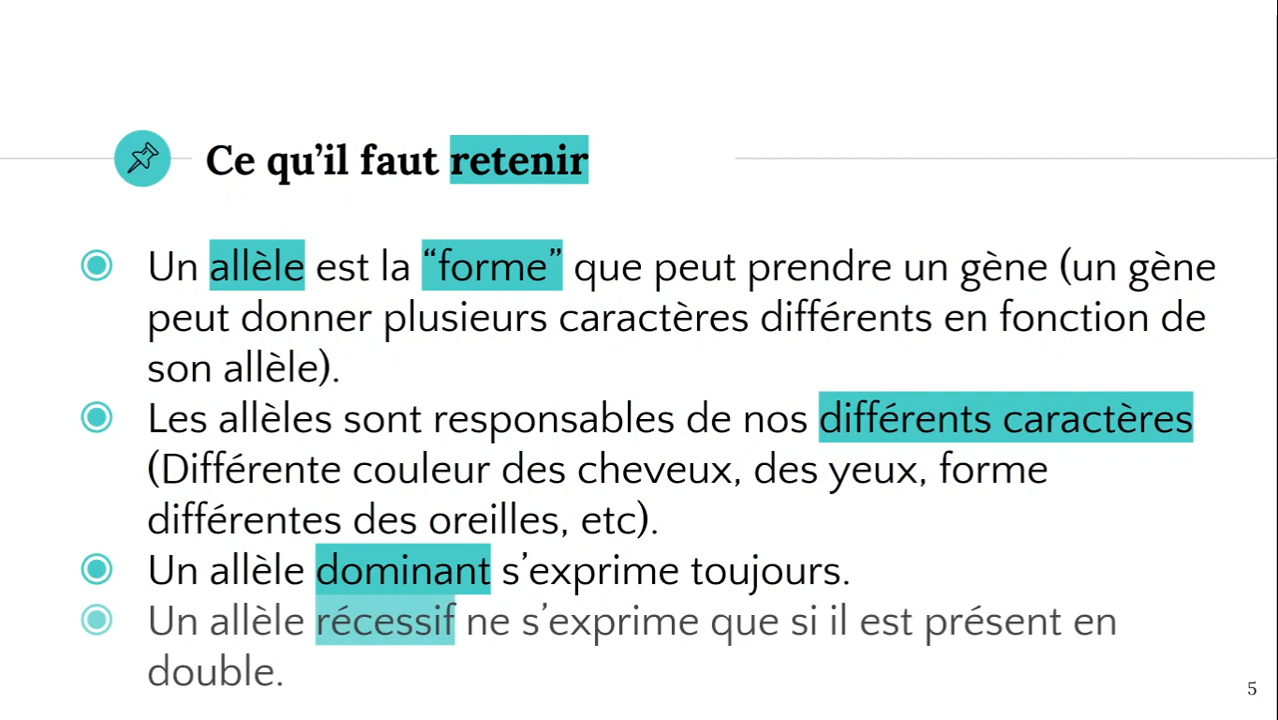 Ce qu’il faut retenir
Un allèle est la “forme” que peut prendre un gène (un gène
peut donner plusieurs caractères différents en fonction de
son allèle).
Les allèles sont responsables de nos différents caractères
(Différente couleur des cheveux, des yeux, forme
différentes des oreilles, etc).
Un allèle dominant s’exprime toujours.
Un allèle récessif ne s’exprime que si il est présent en
double.
5